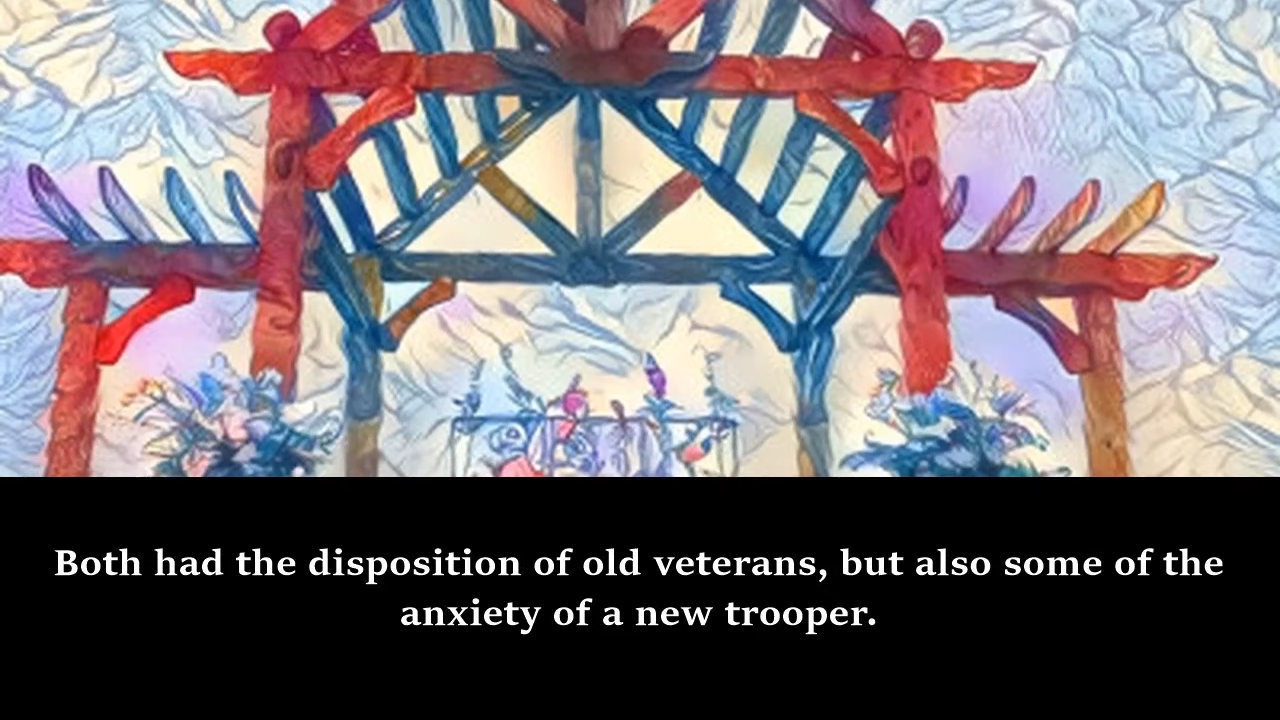 Both had the disposition of old veterans, but also some of the
anxiety of a new trooper.